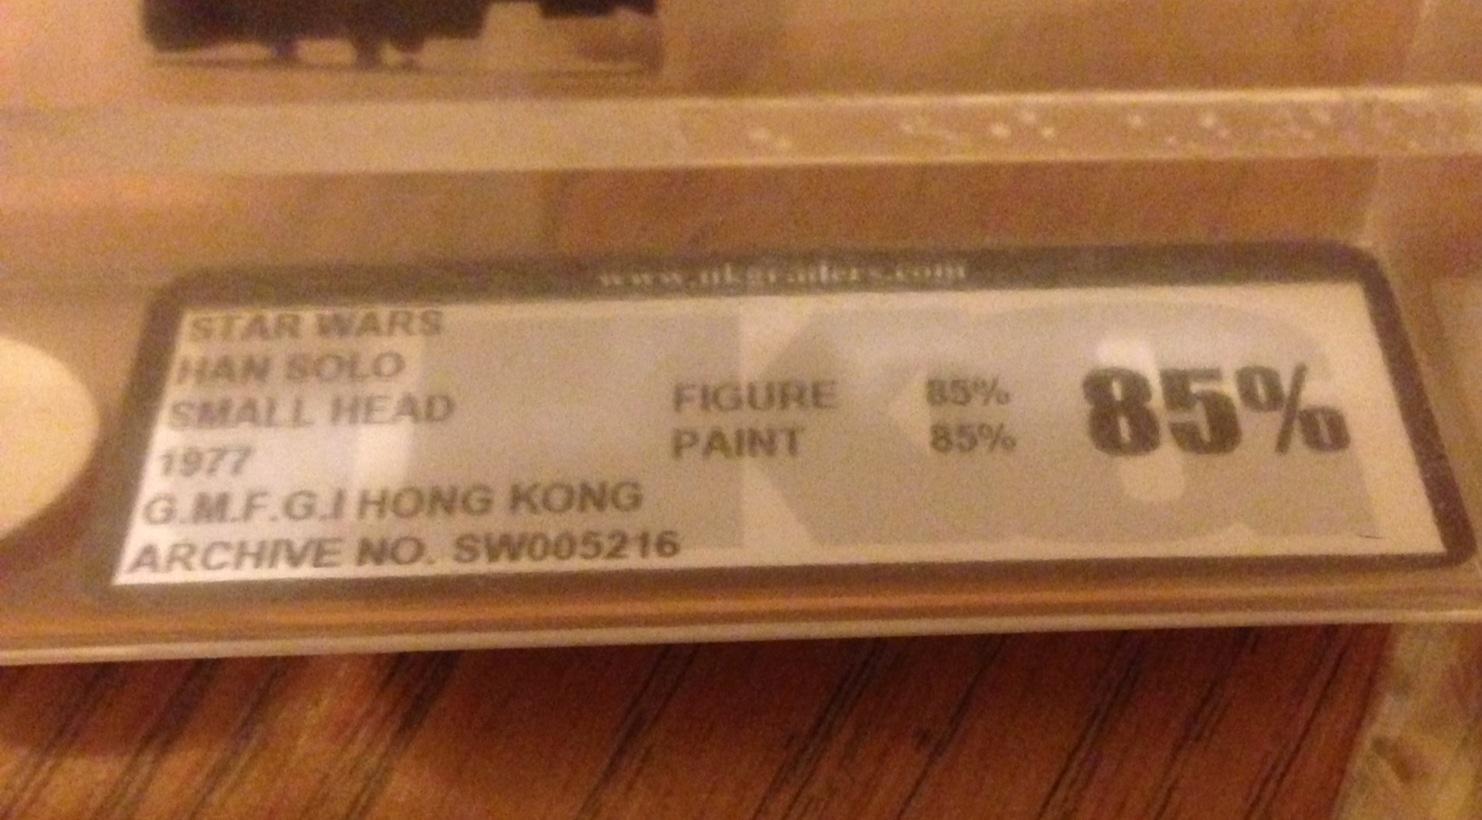 www.ukgraders.com
STAR WARS
HAN SOLO
SMALL HEAD
1977
G.M.F.G.I HONG KONG
ARCHIVE NO. SW005216
FIGURE 85%
PAINT 85%
85%